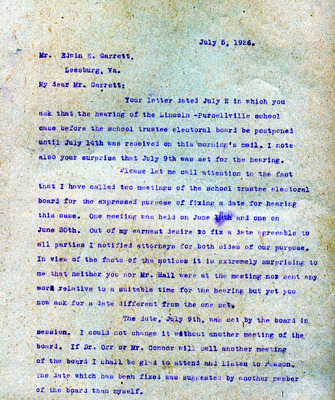 July 5, 1926.
Mr. Edwin E. Garrett,
Leesburg, Va.
My dear Mr. Garrett:
Your letter dated July 2 in which you
ask that the hearing of the Lincoln -Purcellville school
case before the school trustee electoral board be postponed
until July 14th was received on this morning's mail. I note
also your surprise that July 9th was set for the hearing.
Please let me call attention to the fact
that I have called two meetings of the school trustee electoral
board for the expressed purpose of fixing a date for hearing
this case. One meeting was held on June and one on
June 30th. Out of my earnest desire to fix a date agreeable to
all parties I notified attorneys for both sides of our purpose.
In view of the facts of the notices it is extremely surprising to
me that neither you nor Mr. Hall were at the meeting nor sent any
word relative to a suitable time for the hearing but yet you
now ask for a date different from the one set.
The date, July 9th, was set by the board in
session. I could not change it without another meeting of the
board. If Dr. Orr or Mr. Connor will call another meeting
of the board I shall be glad to attend and listen to reason.
The date which has been fixed was suggested by another member
of the board than myself.